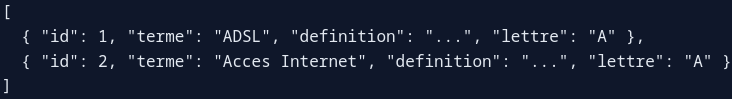 [
  { "id": 1, "terme": "ADSL", "definition": "...", "lettre": "A" },
  { "id": 2, "terme": "Acces Internet", "definition": "...", "lettre": "A" }
]